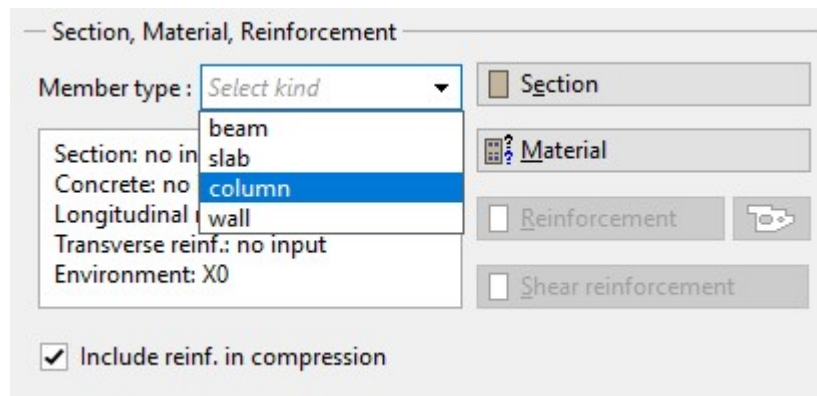 Section, Material, Reinforcement
Member type : Select kind
Section
beam
slab
column
wall
Section: no in
Concrete: no
Longitudinal
Transverse reinf.: no input
Environment: X0
Material
Reinforcement
Shear reinforcement
Include reinf. in compression